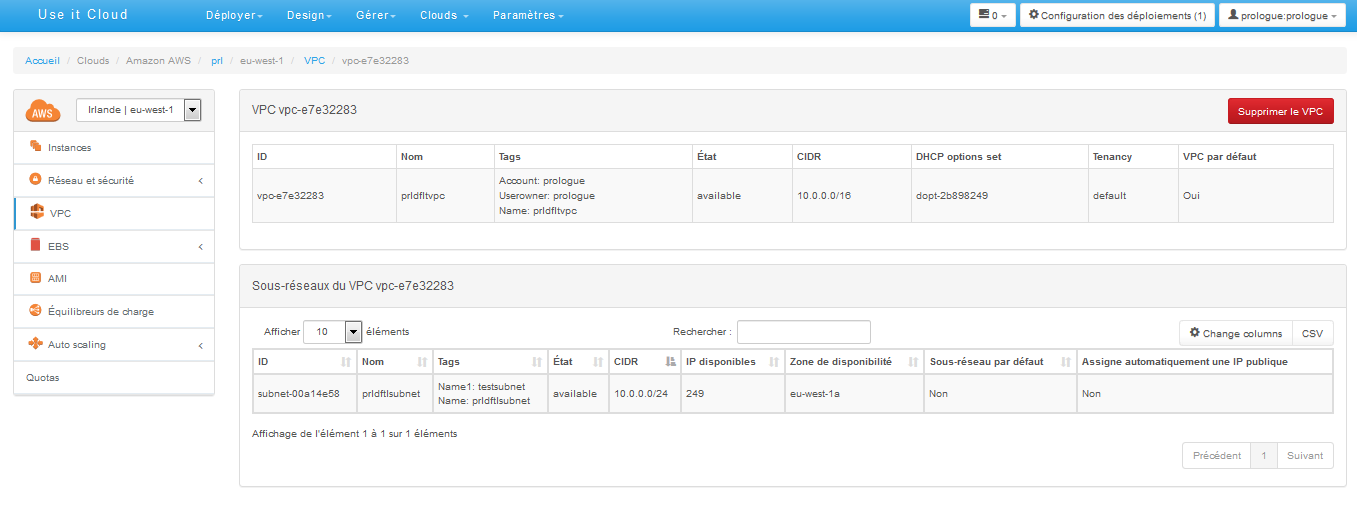 Use it Cloud Déployer Design Gérer Clouds Paramètres 0 Configuration des déploiements (1) prologue:prologue
Accueil / Clouds / Amazon AWS / prl / eu-west-1 / VPC / vpc-e7e32283
AWS Irlande | eu-west-1
Instances
Réseau et sécurité
VPC
EBS
AMI
Équilibreurs de charge
Auto scaling
Quotas
VPC vpc-e7e32283 Supprimer le VPC
ID Nom Tags État CIDR DHCP options set Tenancy VPC par défaut
Account: prologue
vpc-e7e32283 prldfltvpc Userowner: prologue available 10.0.0.0/16 dopt-2b898249 default Oui
Name: prldfltvpc
Sous-réseaux du VPC vpc-e7e32283
Afficher 10 éléments Rechercher : Change columns CSV
ID Nom Tags État CIDR IP disponibles Zone de disponibilité Sous-réseau par défaut Assigne automatiquement une IP publique
Name1: testsubnet
subnet-00a14e58 prldftlsubnet available 10.0.0.0/24 249 eu-west-1a Non Non
Name: prldftlsubnet
Affichage de l'élément 1 à 1 sur 1 éléments
Précédent 1 Suivant